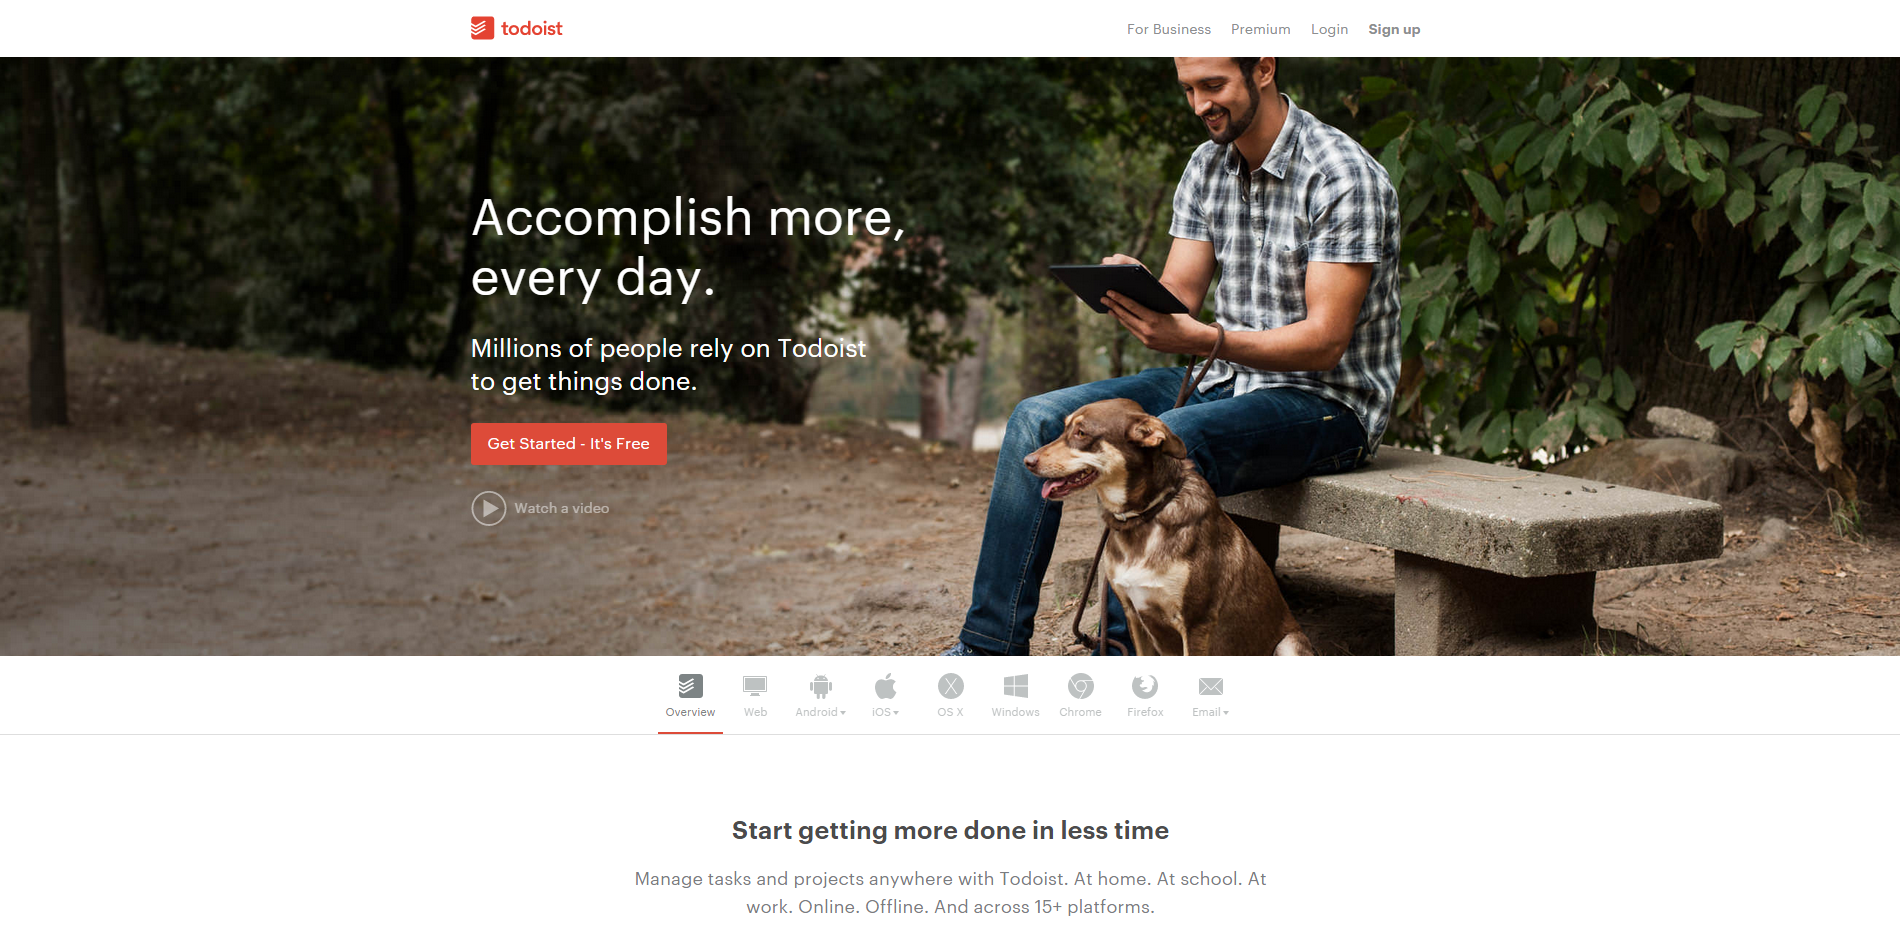 todoist
For Business Premium Login Sign up
Accomplish more,
every day.
Millions of people rely on Todoist
to get things done.
Get Started - It's Free
Watch a video
Overview Web Android iOS OS X Windows Chrome Firefox Email
Start getting more done in less time
Manage tasks and projects anywhere with Todoist. At home. At school. At
work. Online. Offline. And across 15+ platforms.